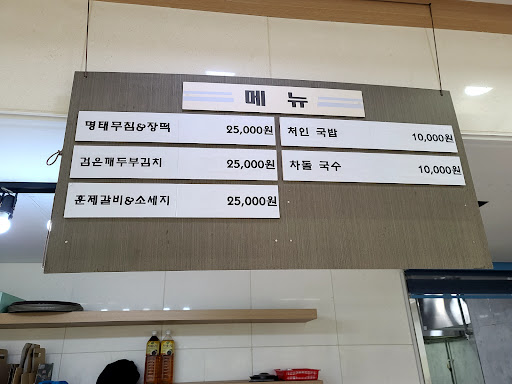 메 뉴
명태무침&장떡 25,000원
검은깨두부김치 25,000원
훈제갈비&소세지 25,000원
처인 국밥 10,000원
차돌 국수 10,000원